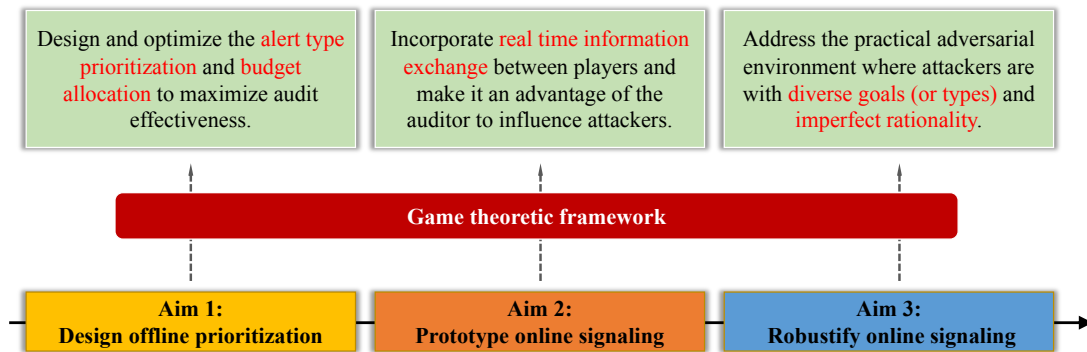 Design and optimize the alert type
prioritization and budget
allocation to maximize audit
effectiveness.
Incorporate real time information
exchange between players and
make it an advantage of the
auditor to influence attackers.
Address the practical adversarial
environment where attackers are
with diverse goals (or types) and
imperfect rationality.
Game theoretic framework
Aim 1:
Design offline prioritization
Aim 2:
Prototype online signaling
Aim 3:
Robustify online signaling